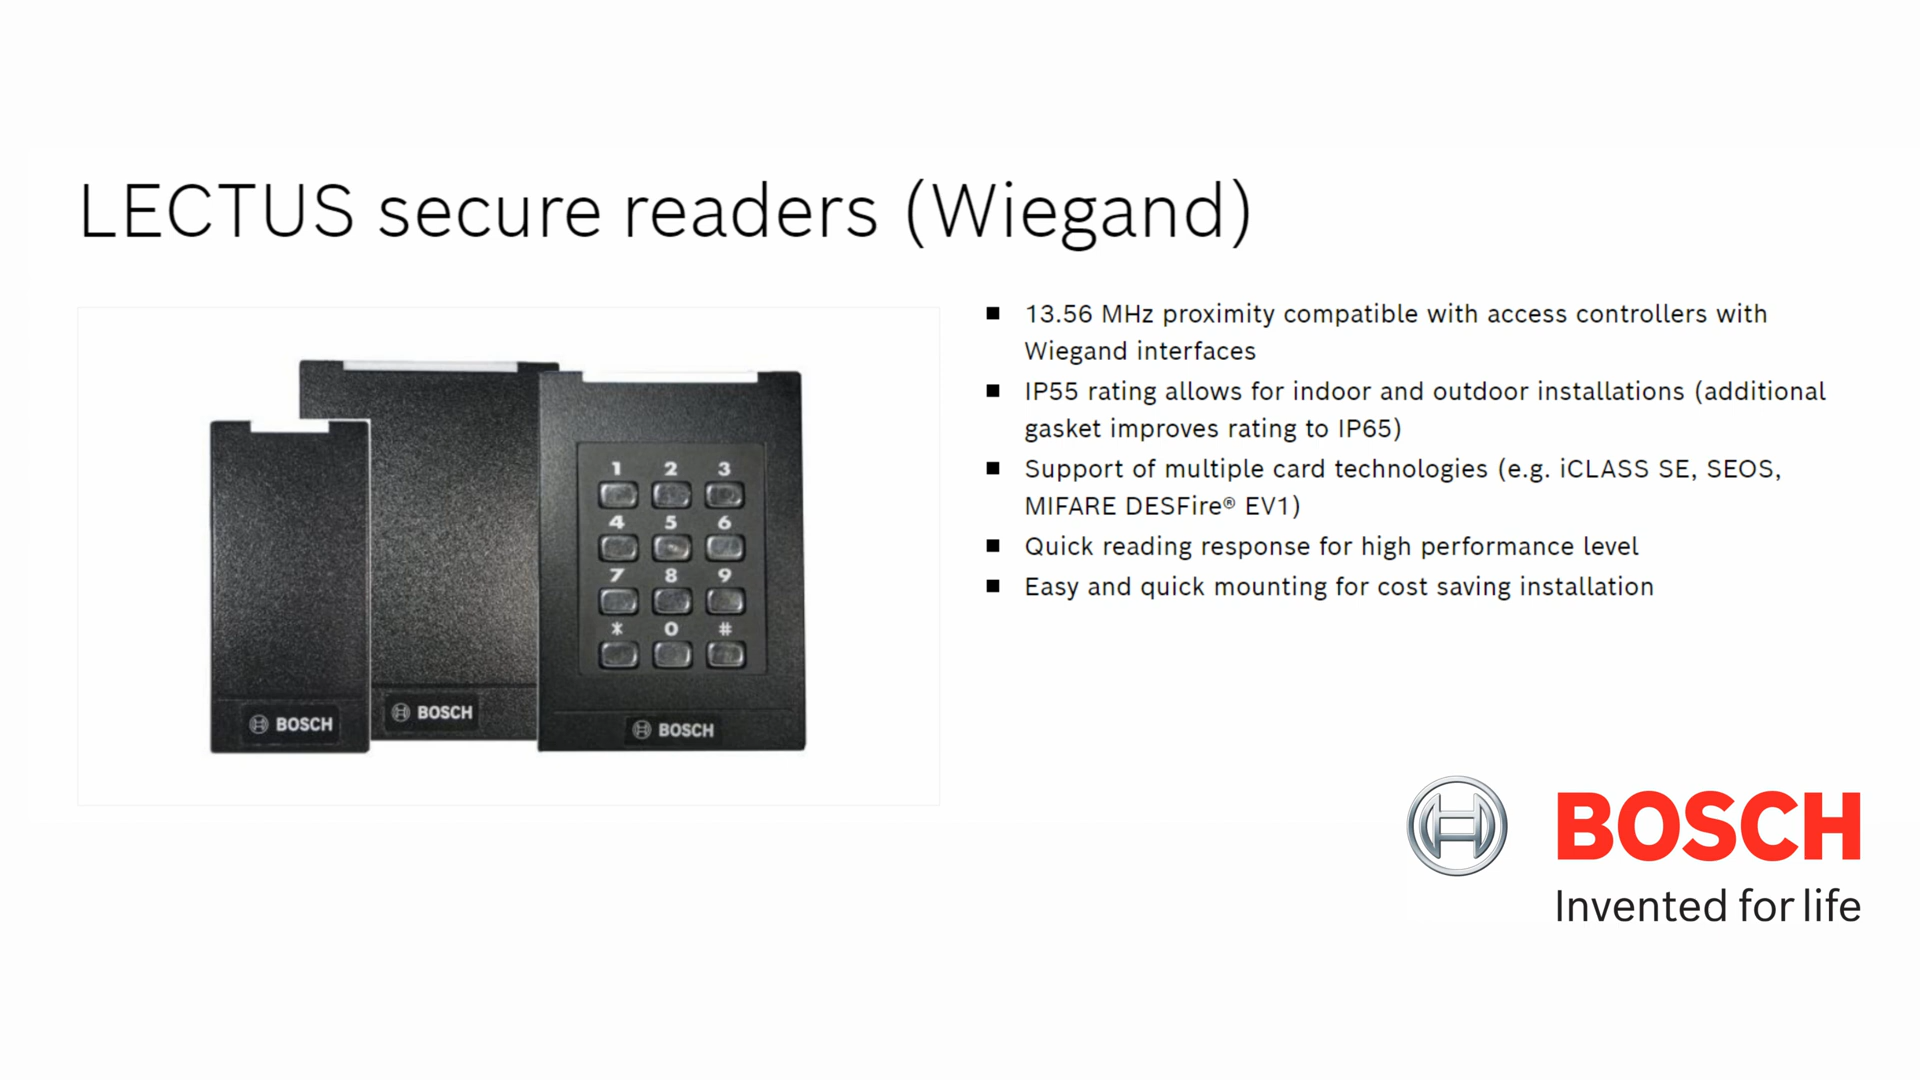 LECTUS secure readers (Wiegand)
1 2 3
4 5 6
7 8 9
* 0 #
BOSCH
BOSCH
BOSCH
■ 13.56 MHz proximity compatible with access controllers with
Wiegand interfaces
■ IP55 rating allows for indoor and outdoor installations (additional
gasket improves rating to IP65)
■ Support of multiple card technologies (e.g. iCLASS SE, SEOS,
MIFARE DESFire® EV1)
■ Quick reading response for high performance level
■ Easy and quick mounting for cost saving installation
BOSCH
Invented for life